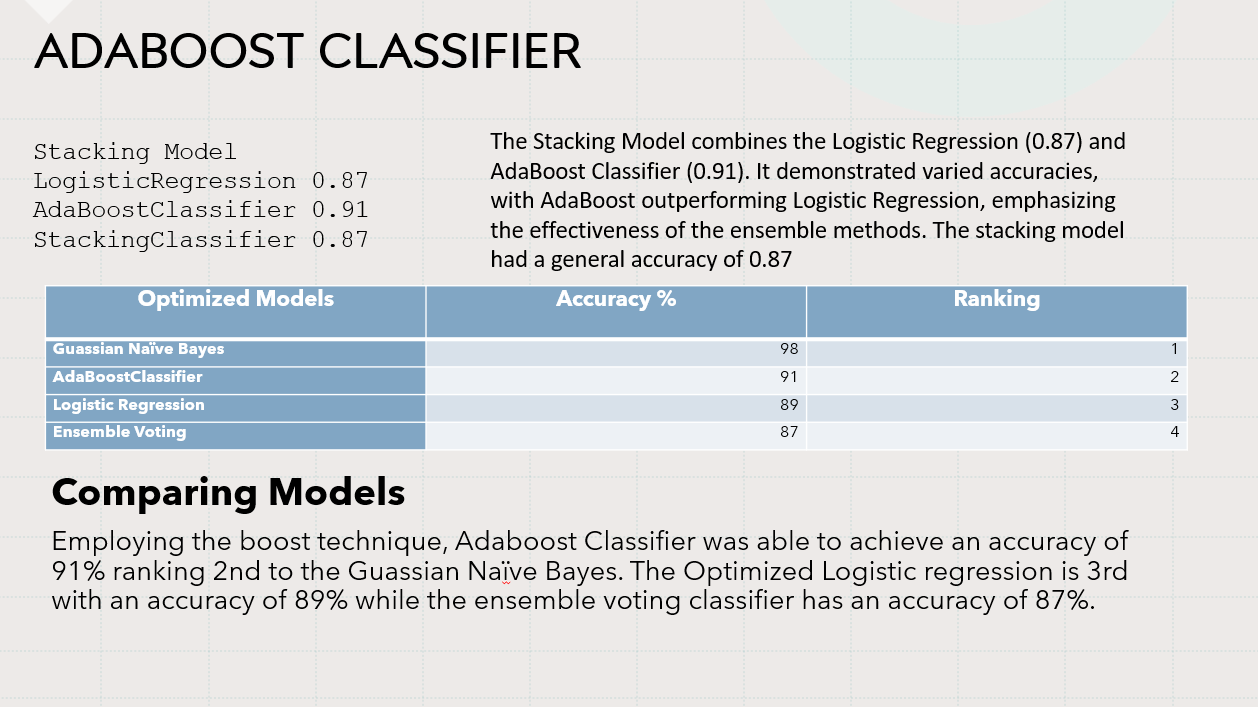 ADABOOST CLASSIFIER
Stacking Model
LogisticRegression 0.87
AdaBoostClassifier 0.91
StackingClassifier 0.87
The Stacking Model combines the Logistic Regression (0.87) and
AdaBoost Classifier (0.91). It demonstrated varied accuracies,
with AdaBoost outperforming Logistic Regression, emphasizing
the effectiveness of the ensemble methods. The stacking model
had a general accuracy of 0.87
Optimized Models Accuracy % Ranking
Guassian Naïve Bayes 98 1
AdaBoostClassifier 91 2
Logistic Regression 89 3
Ensemble Voting 87 4
Comparing Models
Employing the boost technique, Adaboost Classifier was able to achieve an accuracy of
91% ranking 2nd to the Guassian Naïve Bayes. The Optimized Logistic regression is 3rd
with an accuracy of 89% while the ensemble voting classifier has an accuracy of 87%.